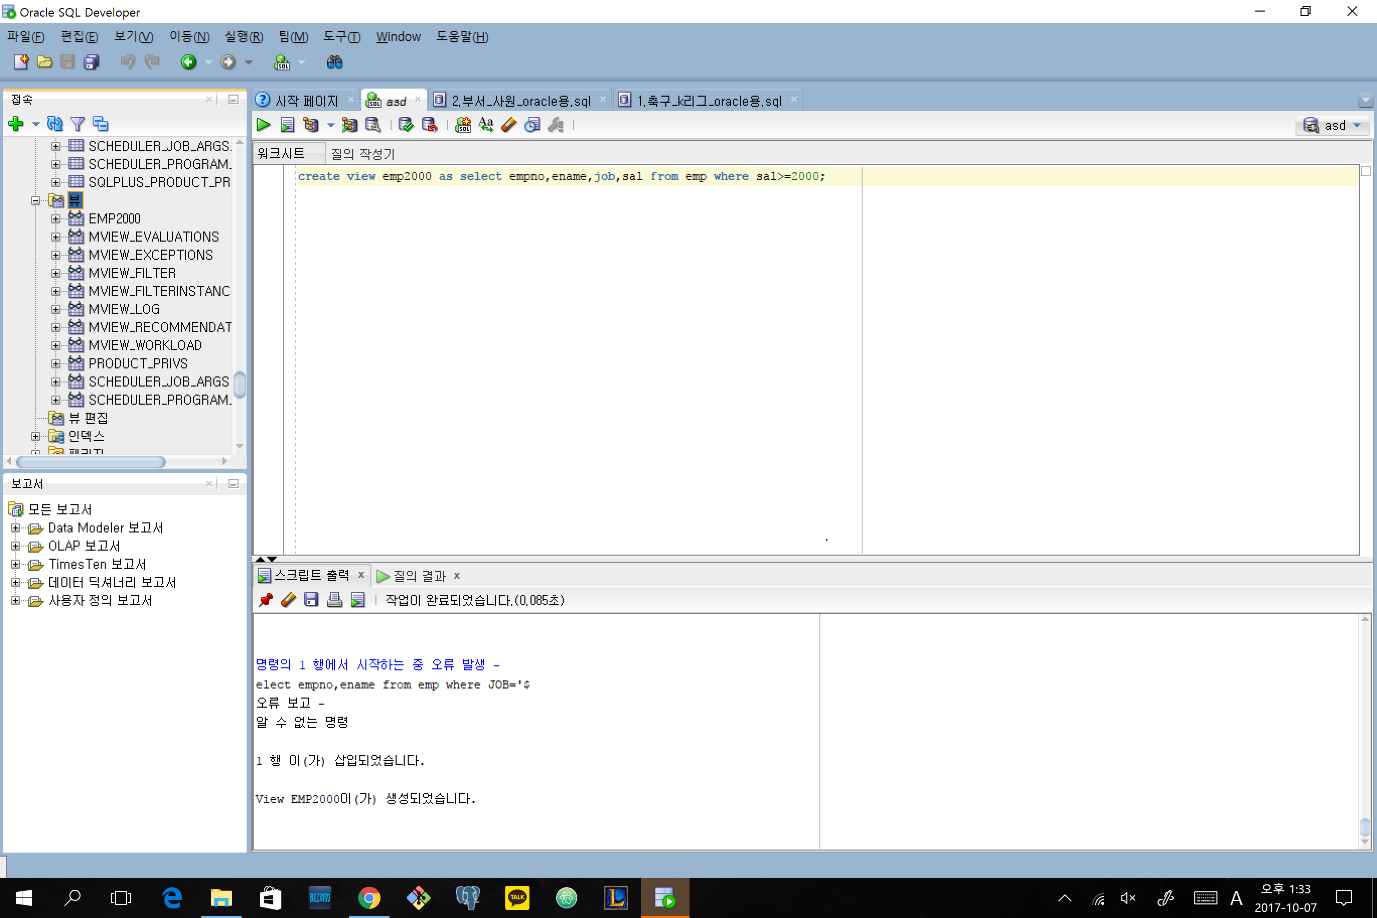 Oracle SQL Developer
파일(F) 편집(E) 보기(V) 이동(N) 실행(R) 팀(M) 도구(T) Window 도움말(H)
접속
SCHEDULER_JOB_ARGS.
SCHEDULER_PROGRAM.
SQLPLUS_PRODUCT_PR
뷰
EMP2000
MVIEW_EVALUATIONS
MVIEW_EXCEPTIONS
MVIEW_FILTER
MVIEW_FILTERINSTANC
MVIEW_LOG
MVIEW_RECOMMENDAT
MVIEW_WORKLOAD
PRODUCT_PRIVS
SCHEDULER_JOB_ARGS
SCHEDULER_PROGRAM.
뷰 편집
인덱스
패키지
보고서
모든 보고서
Data Modeler 보고서
OLAP 보고서
TimesTen 보고서
데이터 딕셔너리 보고서
사용자 정의 보고서
시작 페이지 asd 2.부서_사원_oracle용.sql 1.축구_k리그_oracle용.sql
asd
워크시트 질의 작성기
create view emp2000 as select empno,ename,job,sal from emp where sal>=2000;
스크립트 출력 x 질의 결과 x
작업이 완료되었습니다.(0.085초)
명령의 1 행에서 시작하는 중 오류 발생 -
elect empno,ename from emp where JOB='$
오류 보고 -
알 수 없는 명령
1 행 이(가) 삽입되었습니다.
View EMP2000이(가) 생성되었습니다.
BLIZZARD
TALK
L
A
오후 1:33
2017-10-07